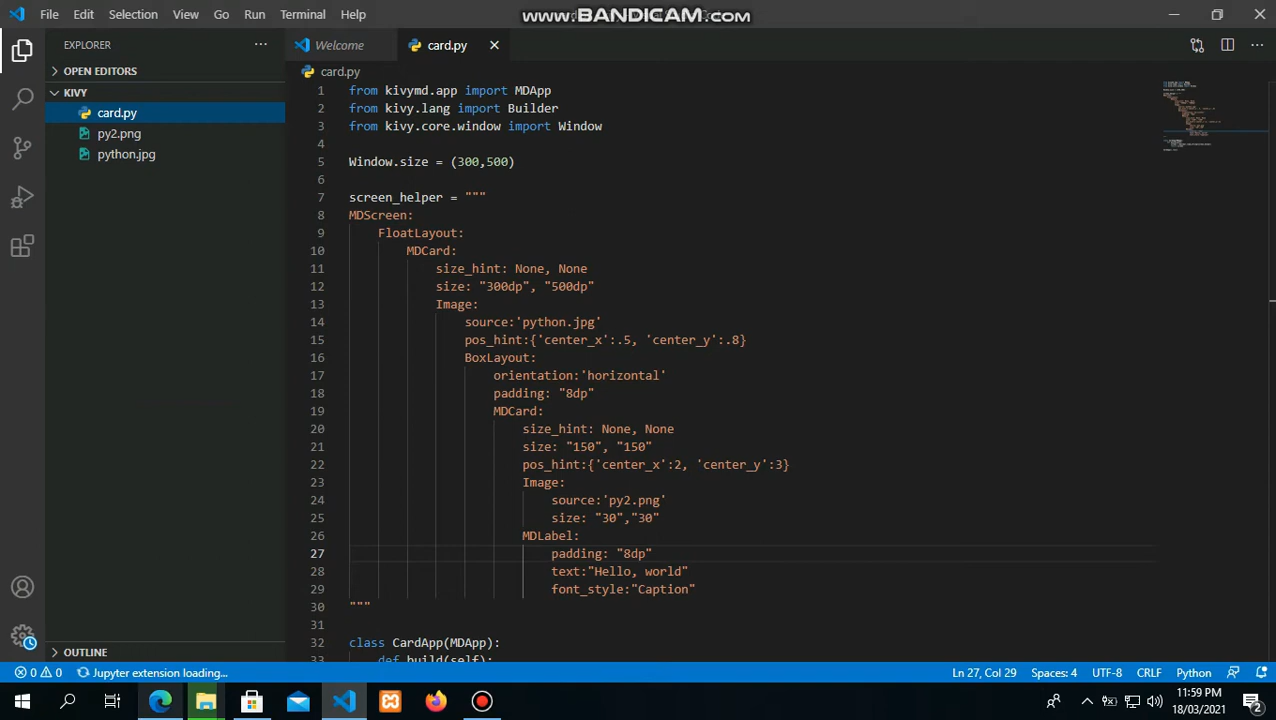 File Edit Selection View Go Run Terminal Help
www.BANDICAM.com
EXPLORER
OPEN EDITORS
KIVY
card.py
py2.png
python.jpg
OUTLINE
Welcome
card.py
card.py
1 from kivymd.app import MDApp
2 from kivy.lang import Builder
3 from kivy.core.window import Window
4
5 Window.size = (300,500)
6
7 screen_helper = """
8 MDScreen:
9 FloatLayout:
10 MDCard:
11 size_hint: None, None
12 size: "300dp", "500dp"
13 Image:
14 source:'python.jpg'
15 pos_hint:{'center_x':.5, 'center_y':.8}
16 BoxLayout:
17 orientation:'horizontal'
18 padding: "8dp"
19 MDCard:
20 size_hint: None, None
21 size: "150", "150"
22 pos_hint:{'center_x':2, 'center_y':3}
23 Image:
24 source:'py2.png'
25 size: "30","30"
26 MDLabel:
27 padding: "8dp"
28 text:"Hello, world"
29 font_style:"Caption"
30 """
31
32 class CardApp(MDApp):
33 def build(self):
0 0 Jupyter extension loading... Ln 27, Col 29 Spaces: 4 UTF-8 CRLF Python
11:59 PM
18/03/2021
2